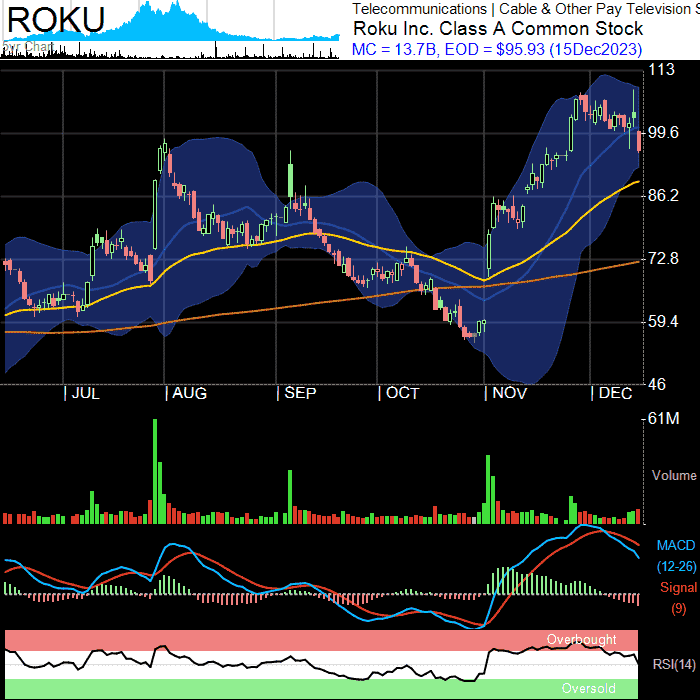 ROKU
Telecommunications | Cable & Other Pay Television S
Roku Inc. Class A Common Stock
MC = 13.7B, EOD = $95.93 (15Dec2023)
113
99.6
86.2
72.8
59.4
46
JUL
AUG
SEP
OCT
NOV
DEC
61M
Volume
MACD
(12-26)
Signal
(9)
Overbought
RSI(14)
Oversold